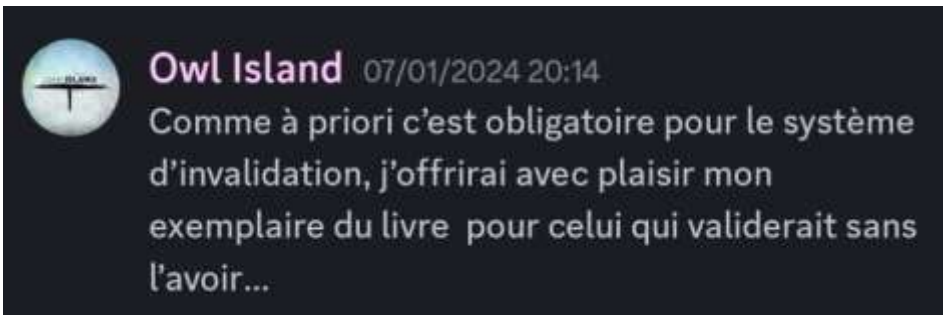 Owl Island 07/01/2024 20:14
Comme à priori c’est obligatoire pour le système
d’invalidation, j’offrirai avec plaisir mon
exemplaire du livre  pour celui qui validerait sans
l’avoir...